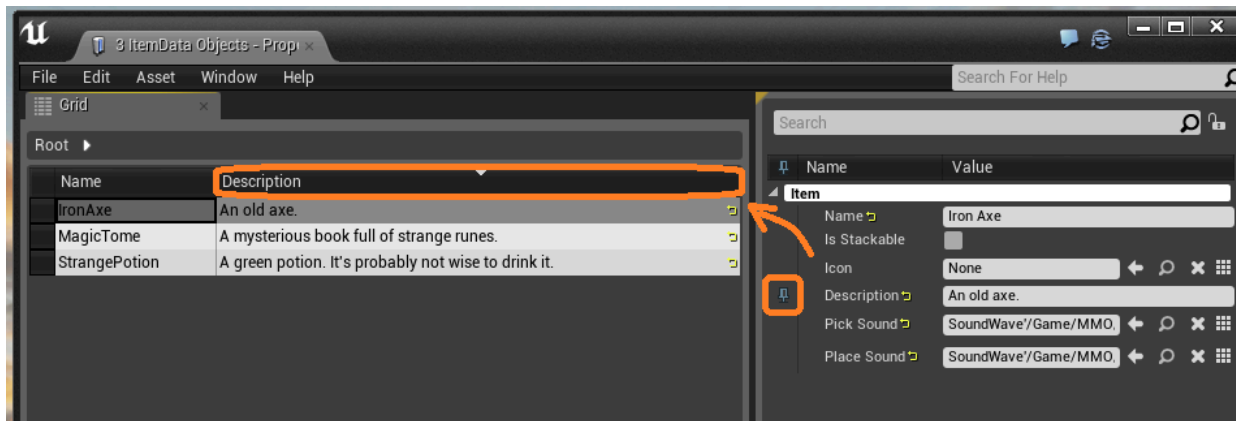 3 ItemData Objects - Prop
File Edit Asset Window Help
Search For Help
Grid
Root
Name Description
IronAxe An old axe.
MagicTome A mysterious book full of strange runes.
StrangePotion A green potion. It's probably not wise to drink it.
Search
Name Value
Item
Name Iron Axe
Is Stackable
Icon None
Description An old axe.
Pick Sound SoundWave'/Game/MMO,
Place Sound SoundWave'/Game/MMO,